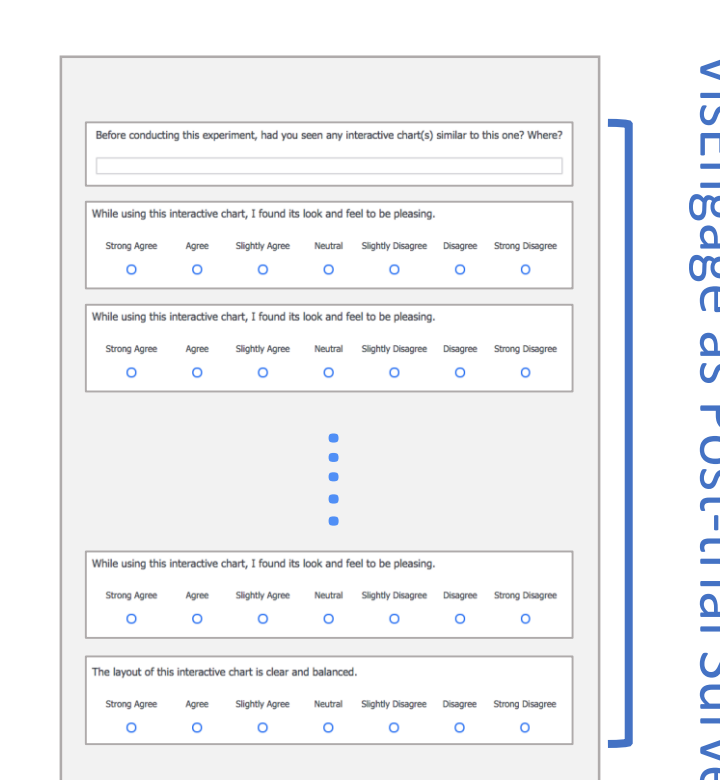 Before conducting this experiment, had you seen any interactive chart(s) similar to this one? Where?
While using this interactive chart, I found its look and feel to be pleasing.
Strong Agree Agree Slightly Agree Neutral Slightly Disagree Disagree Strong Disagree
While using this interactive chart, I found its look and feel to be pleasing.
Strong Agree Agree Slightly Agree Neutral Slightly Disagree Disagree Strong Disagree
While using this interactive chart, I found its look and feel to be pleasing.
Strong Agree Agree Slightly Agree Neutral Slightly Disagree Disagree Strong Disagree
The layout of this interactive chart is clear and balanced.
Strong Agree Agree Slightly Agree Neutral Slightly Disagree Disagree Strong Disagree
VisEngage as Post-trial Surve